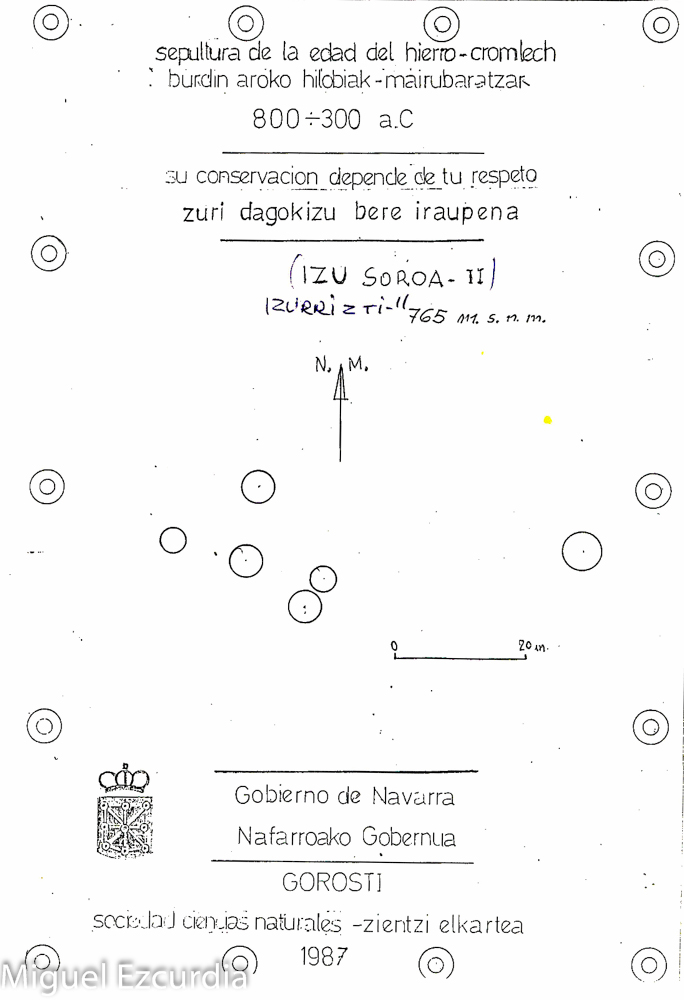 sepultura de la edad del hierro-cromlech
burdin aroko hilobiak-mairubaratzak
800÷300 a.C
su conservacion depende de tu respeto
zuri dagokizu bere iraupena
(IZU SOROA-II)
IZURRIZTI-II 765 m. s. n. m.
N. M.
0 20 m.
Gobierno de Navarra
Nafarroako Gobernua
GOROSTI
sociedad ciencias naturales-zientzi elkartea
1987
Miguel Ezcurdia